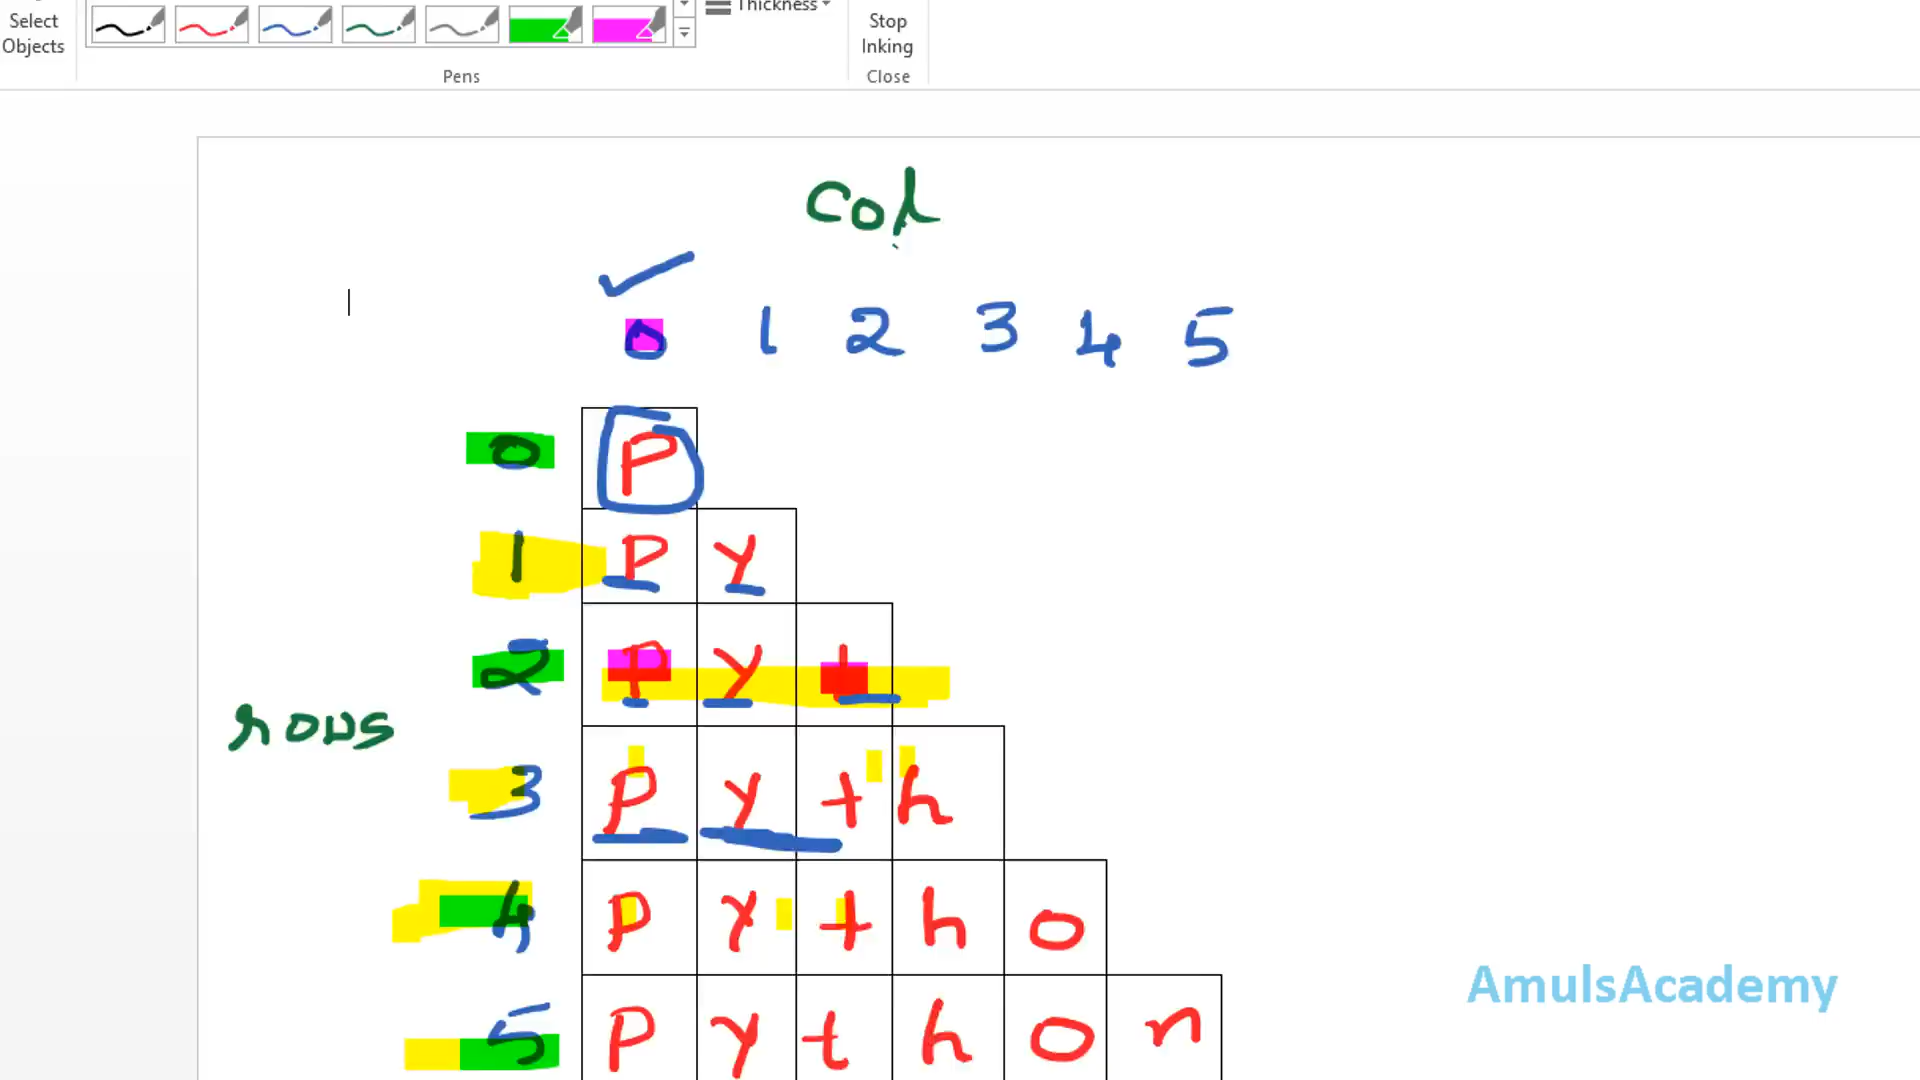 Thickness
Select
Objects
Stop
Inking
Pens
Close
col
0 1 2 3 4 5
0 P
1 P y
2 P y t
rows
3 P y t h
4 P y t h o
AmulsAcademy
5 P y t h o n